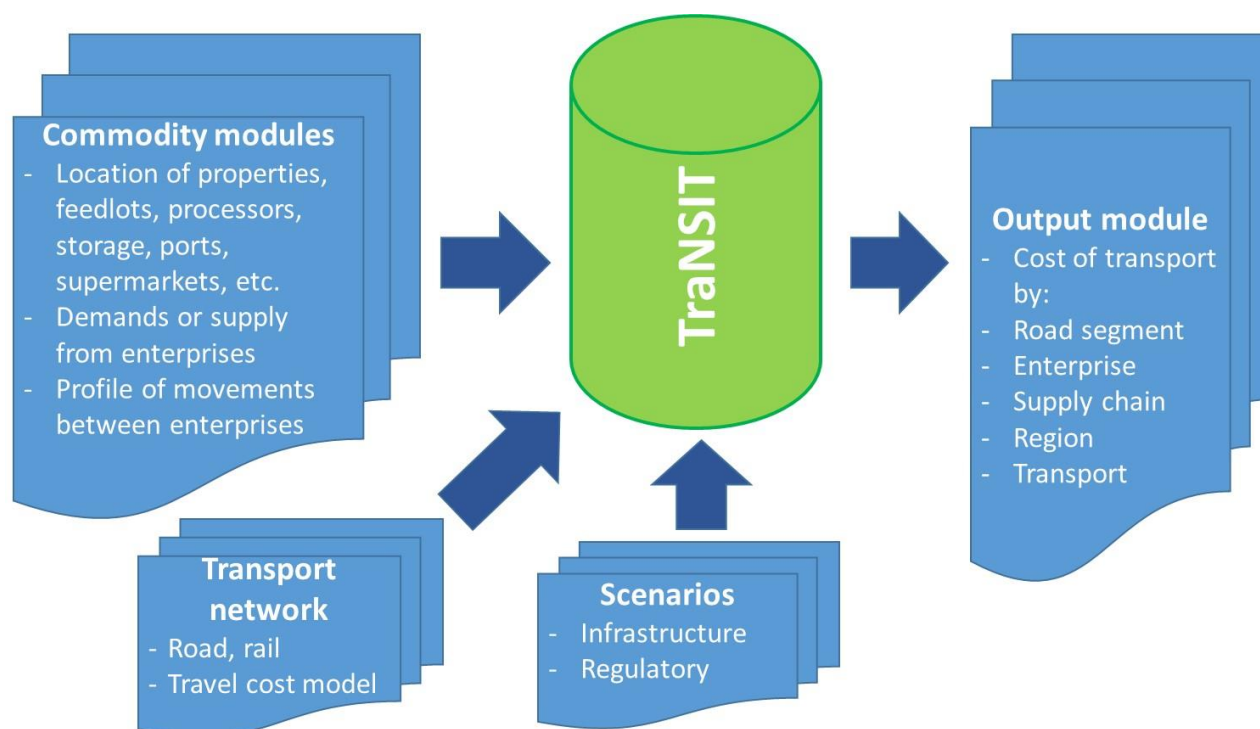 Commodity modules
- Location of properties,
feedlots, processors,
storage, ports,
supermarkets, etc.
- Demands or supply
from enterprises
- Profile of movements
between enterprises
Transport
network
- Road, rail
- Travel cost model
TraNSIT
Scenarios
- Infrastructure
- Regulatory
Output module
- Cost of transport
by:
- Road segment
- Enterprise
- Supply chain
- Region
- Transport